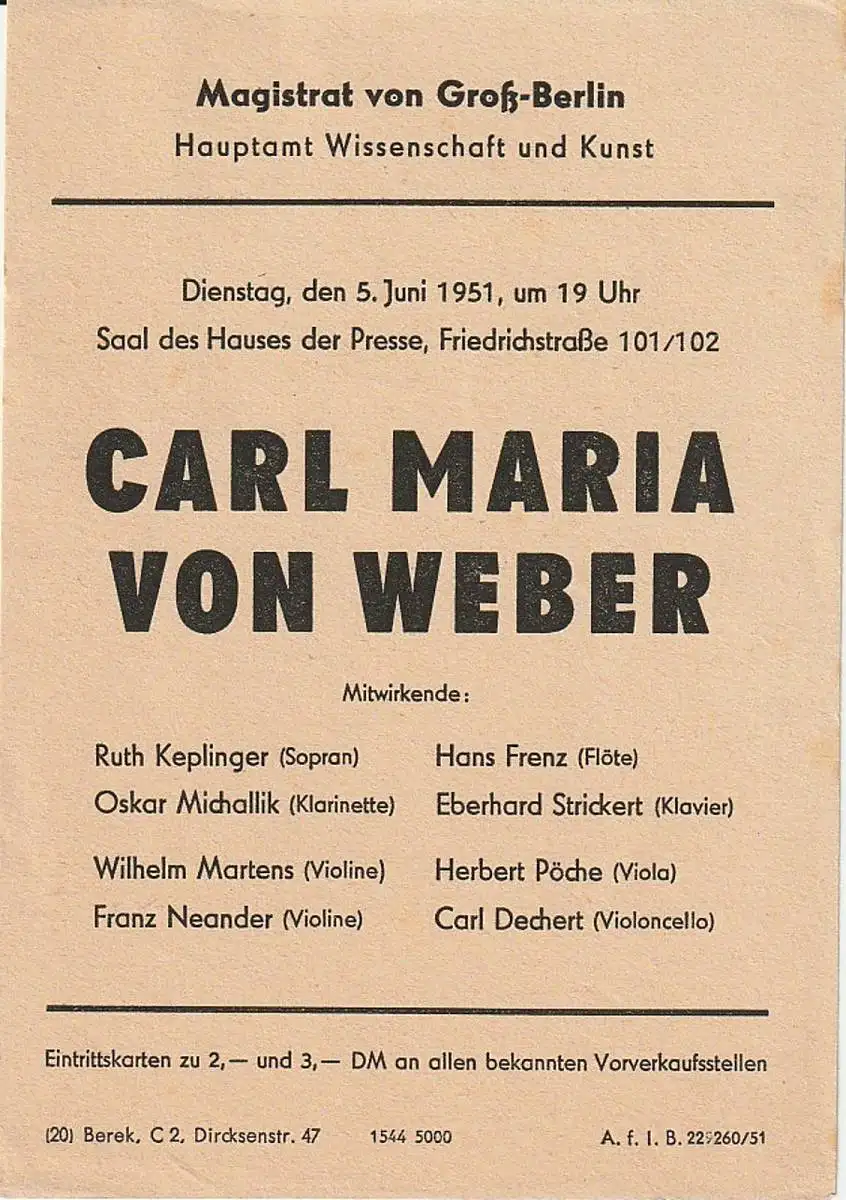 Magistrat von Groß-Berlin
Hauptamt Wissenschaft und Kunst
Dienstag, den 5. Juni 1951, um 19 Uhr
Saal des Hauses der Presse, Friedrichstraße 101/102
CARL MARIA
VON WEBER
Mitwirkende:
Ruth Keplinger (Sopran) Hans Frenz (Flöte)
Oskar Michallik (Klarinette) Eberhard Strickert (Klavier)
Wilhelm Martens (Violine) Herbert Pöche (Viola)
Franz Neander (Violine) Carl Dechert (Violoncello)
Eintrittskarten zu 2,— und 3,— DM an allen bekannten Vorverkaufsstellen
(20) Berek, C 2, Dircksenstr. 47 1544 5000 A. f. I. B.